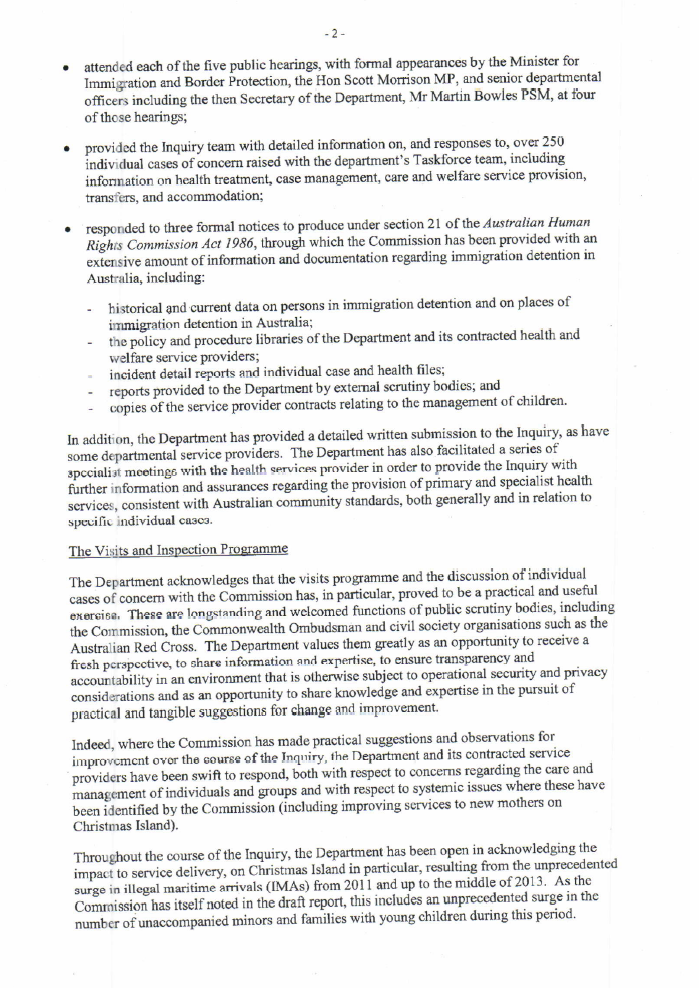 - 2 -
• attended each of the five public hearings, with formal appearances by the Minister for
Immigration and Border Protection, the Hon Scott Morrison MP, and senior departmental
officers including the then Secretary of the Department, Mr Martin Bowles PSM, at four
of those hearings;
• provided the Inquiry team with detailed information on, and responses to, over 250
individual cases of concern raised with the department's Taskforce team, including
information on health treatment, case management, care and welfare service provision,
transfers, and accommodation;
• responded to three formal notices to produce under section 21 of the Australian Human
Rights Commission Act 1986, through which the Commission has been provided with an
extensive amount of information and documentation regarding immigration detention in
Australia, including:
- historical and current data on persons in immigration detention and on places of
immigration detention in Australia;
- the policy and procedure libraries of the Department and its contracted health and
welfare service providers;
- incident detail reports and individual case and health files;
- reports provided to the Department by external scrutiny bodies; and
- copies of the service provider contracts relating to the management of children.
In addition, the Department has provided a detailed written submission to the Inquiry, as have
some departmental service providers. The Department has also facilitated a series of
specialist meetings with the health services provider in order to provide the Inquiry with
further information and assurances regarding the provision of primary and specialist health
services, consistent with Australian community standards, both generally and in relation to
specific individual cases.
The Visits and Inspection Programme
The Department acknowledges that the visits programme and the discussion of individual
cases of concern with the Commission has, in particular, proved to be a practical and useful
exercise. These are longstanding and welcomed functions of public scrutiny bodies, including
the Commission, the Commonwealth Ombudsman and civil society organisations such as the
Australian Red Cross. The Department values them greatly as an opportunity to receive a
fresh perspective, to share information and expertise, to ensure transparency and
accountability in an environment that is otherwise subject to operational security and privacy
considerations and as an opportunity to share knowledge and expertise in the pursuit of
practical and tangible suggestions for change and improvement.
Indeed, where the Commission has made practical suggestions and observations for
improvement over the course of the Inquiry, the Department and its contracted service
providers have been swift to respond, both with respect to concerns regarding the care and
management of individuals and groups and with respect to systemic issues where these have
been identified by the Commission (including improving services to new mothers on
Christmas Island).
Throughout the course of the Inquiry, the Department has been open in acknowledging the
impact to service delivery, on Christmas Island in particular, resulting from the unprecedented
surge in illegal maritime arrivals (IMAs) from 2011 and up to the middle of 2013. As the
Commission has itself noted in the draft report, this includes an unprecedented surge in the
number of unaccompanied minors and families with young children during this period.